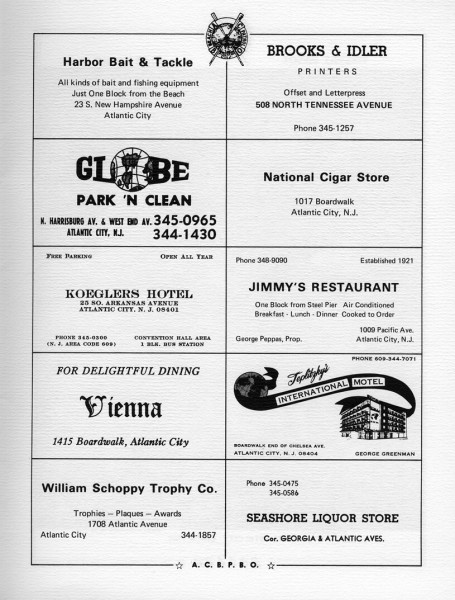 Harbor Bait & Tackle
All kinds of bait and fishing equipment
Just One Block from the Beach
23 S. New Hampshire Avenue
Atlantic City
BROOKS & IDLER
PRINTERS
Offset and Letterpress
508 NORTH TENNESSEE AVENUE
Phone 345-1257
GLOBE
PARK 'N CLEAN
N. HARRISBURG AV. & WEST END AV. 345-0965
ATLANTIC CITY, N.J. 344-1430
National Cigar Store
1017 Boardwalk
Atlantic City, N.J.
FREE PARKING OPEN ALL YEAR
KOEGLERS HOTEL
25 SO. ARKANSAS AVENUE
ATLANTIC CITY, N.J. 08401
PHONE 345-0300 CONVENTION HALL AREA
(N. J. AREA CODE 609) 1 BLK. BUS STATION
Phone 348-9090 Established 1921
JIMMY'S RESTAURANT
One Block from Steel Pier Air Conditioned
Breakfast - Lunch - Dinner Cooked to Order
1009 Pacific Ave.
George Peppas, Prop. Atlantic City, N.J.
FOR DELIGHTFUL DINING
Vienna
1415 Boardwalk, Atlantic City
PHONE 609-344-7071
Teplitzky's
INTERNATIONAL MOTEL
BOARDWALK END OF CHELSEA AVE.
ATLANTIC CITY, N. J. 08404 GEORGE GREENMAN
William Schoppy Trophy Co.
Trophies — Plaques — Awards
1708 Atlantic Avenue
Atlantic City 344-1857
Phone 345-0475
345-0586
SEASHORE LIQUOR STORE
Cor. GEORGIA & ATLANTIC AVES.
☆ A. C. B. P. B. O. ☆